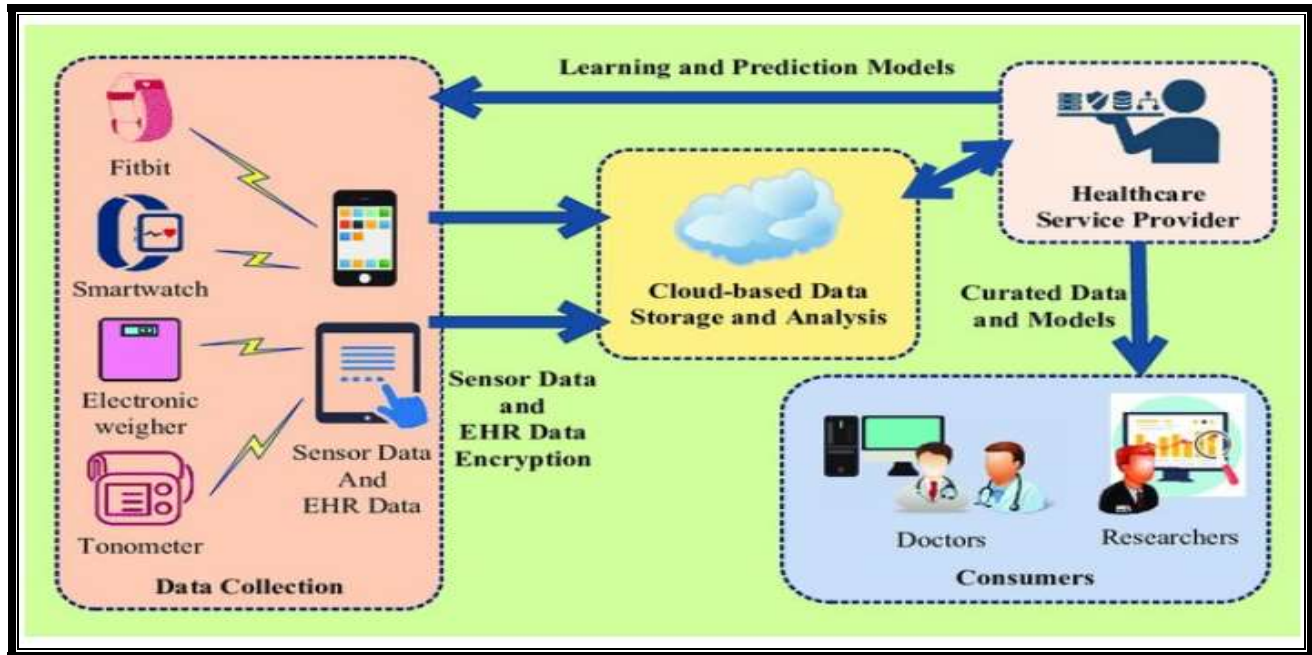 Learning and Prediction Models
Fitbit
Smartwatch
Electronic
weigher
Tonometer
Sensor Data
And
EHR Data
Data Collection
Sensor Data
and
EHR Data
Encryption
Cloud-based Data
Storage and Analysis
Healthcare
Service Provider
Curated Data
and Models
Doctors
Researchers
Consumers